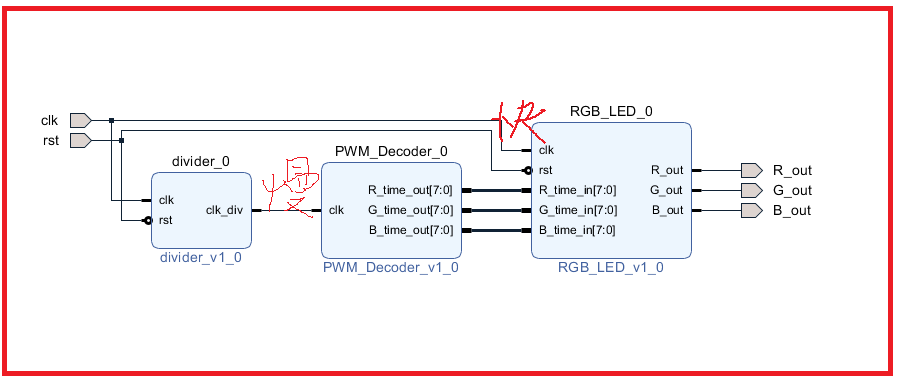 快
RGB_LED_0
clk
rst
divider_0
慢
PWM_Decoder_0
clk
rst
clk_div
clk
R_time_out[7:0]
G_time_out[7:0]
B_time_out[7:0]
clk
rst
R_time_in[7:0]
G_time_in[7:0]
B_time_in[7:0]
R_out
G_out
B_out
R_out
G_out
B_out
divider_v1_0
PWM_Decoder_v1_0
RGB_LED_v1_0